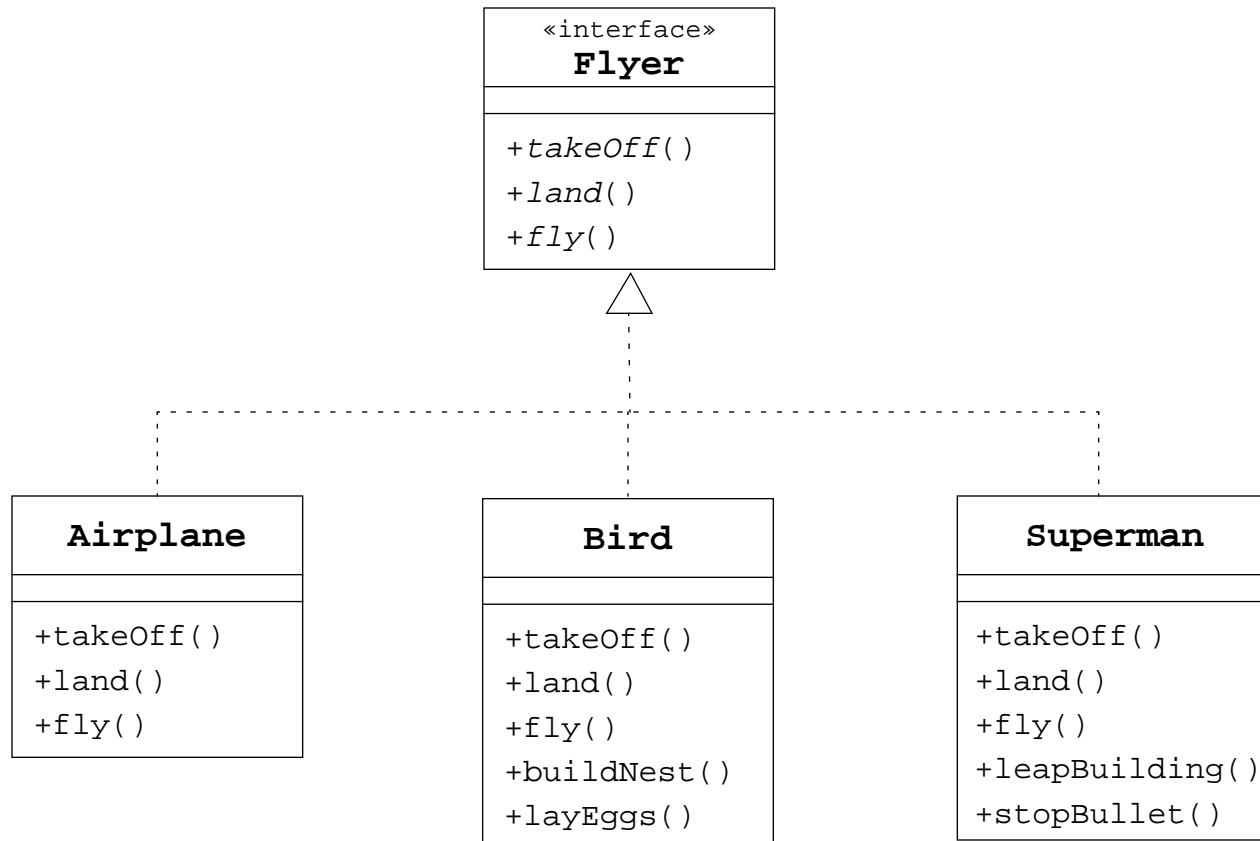 «interface»
Flyer
+takeOff()
+land()
+fly()
Airplane
+takeOff()
+land()
+fly()
Bird
+takeOff()
+land()
+fly()
+buildNest()
+layEggs()
Superman
+takeOff()
+land()
+fly()
+leapBuilding()
+stopBullet()